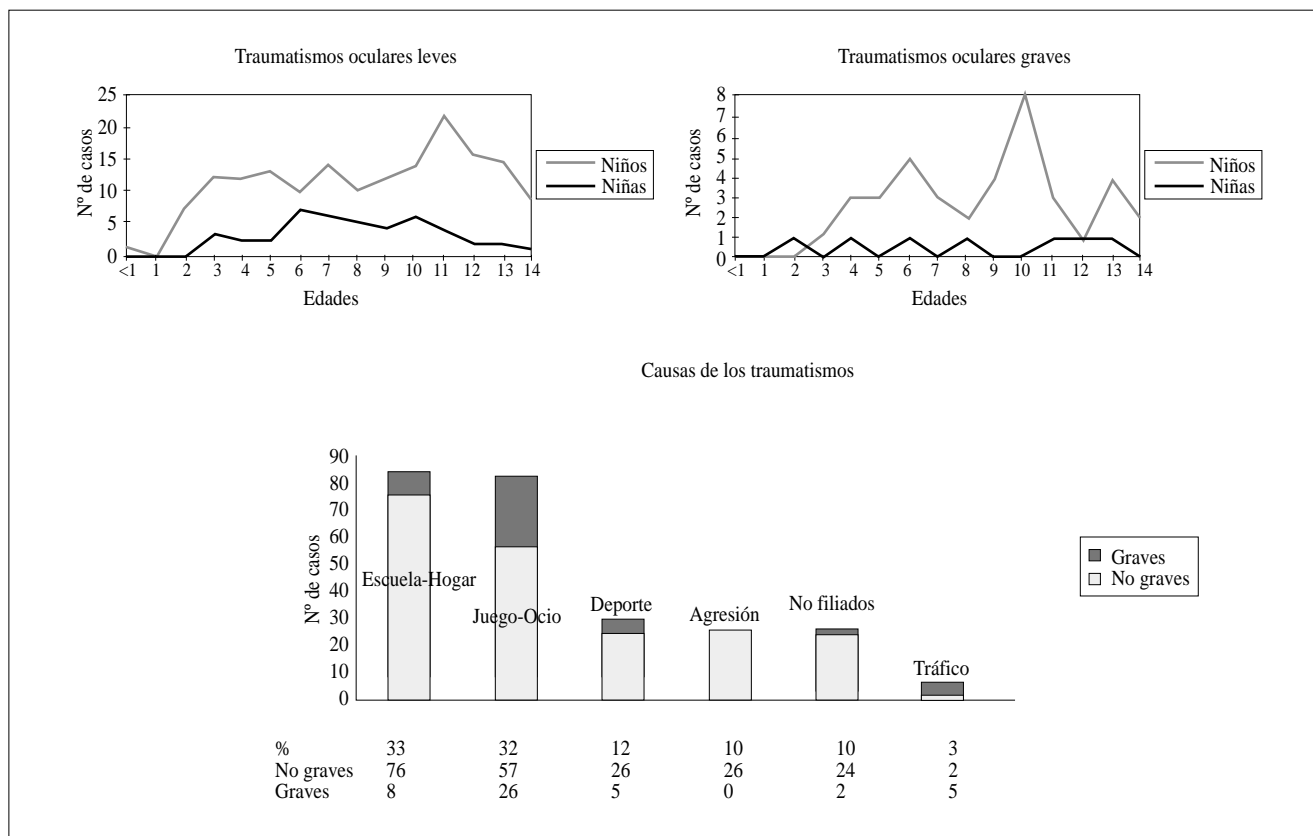 Traumatismos oculares leves
25
20
15
10
5
0
Nº de casos
<1 1 2 3 4 5 6 7 8 9 10 11 12 13 14
Edades
Niños
Niñas
Traumatismos oculares graves
8
7
6
5
4
3
2
1
0
Nº de casos
<1 1 2 3 4 5 6 7 8 9 10 11 12 13 14
Edades
Niños
Niñas
Causas de los traumatismos
90
80
70
60
50
40
30
20
10
0
Nº de casos
Escuela-Hogar
Juego-Ocio
Deporte
Agresión
No filiados
Tráfico
Graves
No graves
% 33 32 12 10 10 3
No graves 76 57 26 26 24 2
Graves 8 26 5 0 2 5